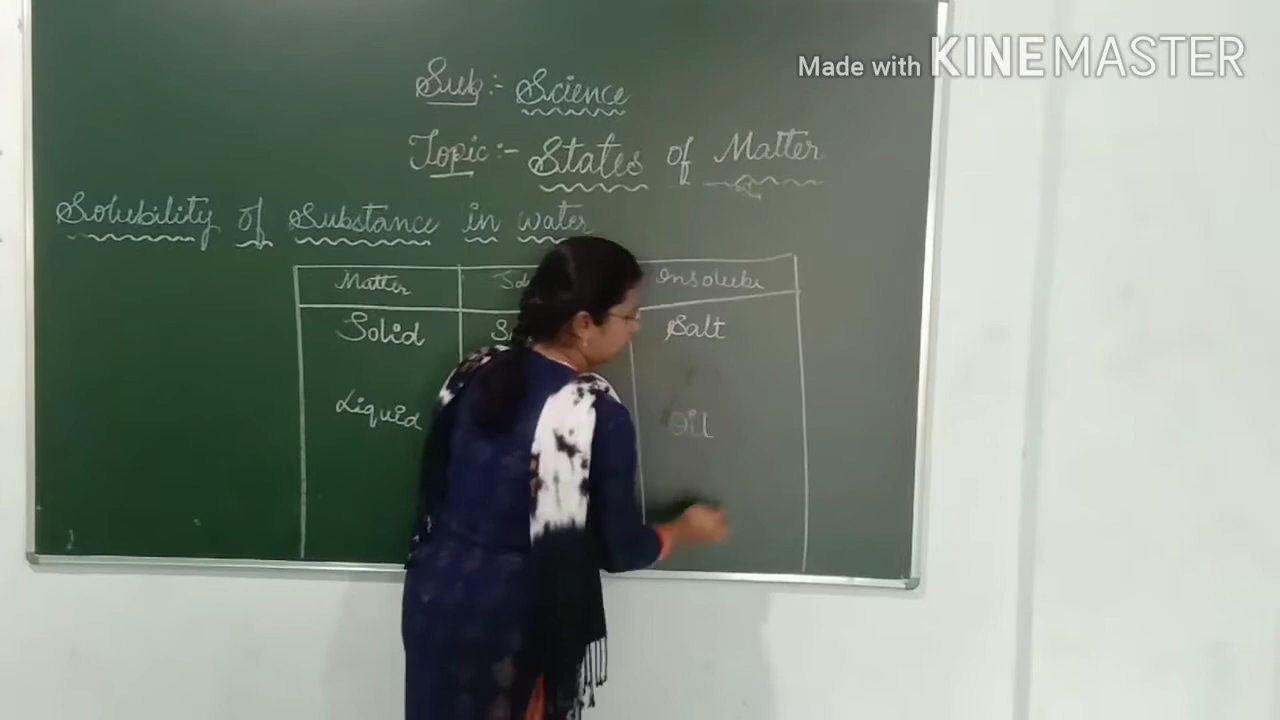 Made with KINEMASTER
Sub:- Science
Topic:- States of Matter
Solubility of Substance in water
Matter Insoluble
Solid Salt
Liquid Oil